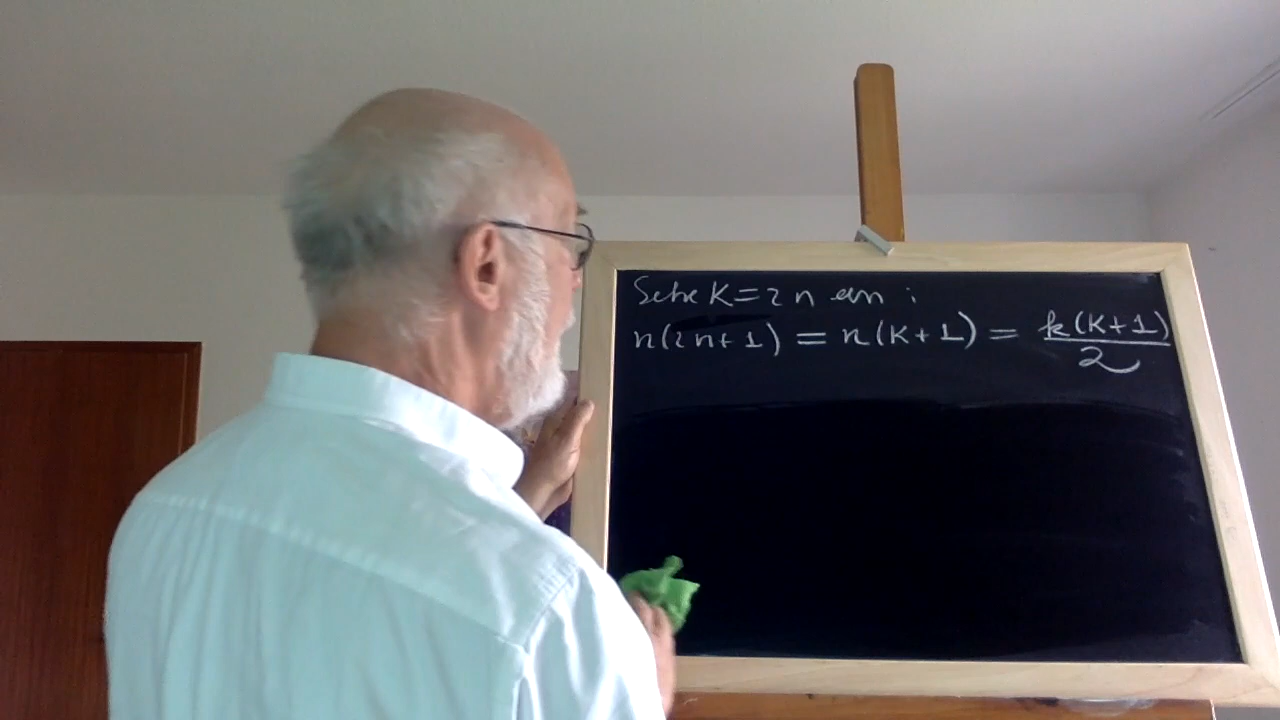 Setze K = 2n ein :
n(2n+1) = n(K+1) = k(K+1)/2